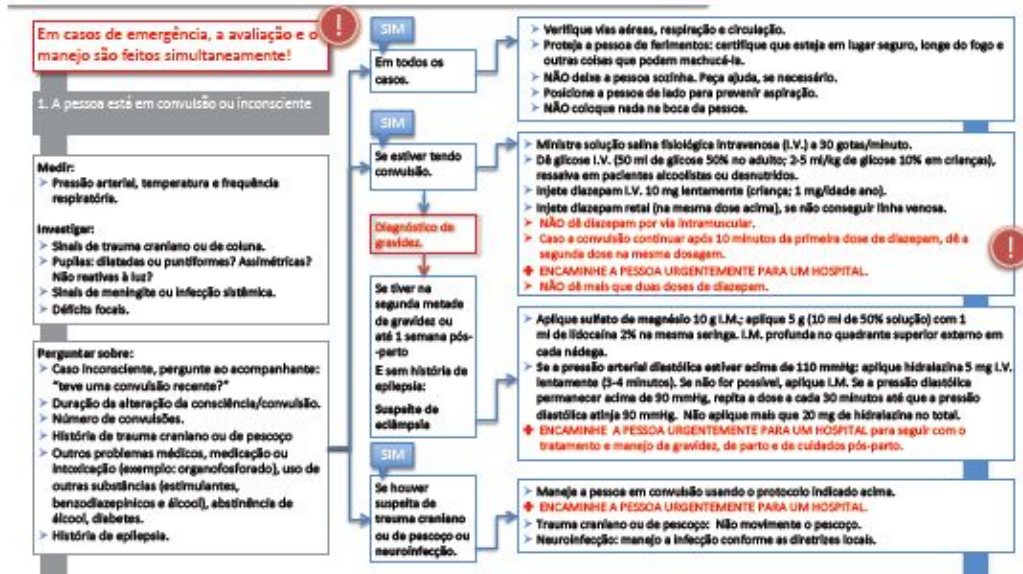 Em casos de emergência, a avaliação e o
manejo são feitos simultaneamente!
!
1. A pessoa está em convulsão ou inconsciente
Medir:
Pressão arterial, temperatura e frequência
respiratória.
Investigar:
Sinais de trauma craniano ou de coluna.
Pupilas: dilatadas ou puntiformes? Assimétricas?
Não reativas à luz?
Sinais de meningite ou infecção sistêmica.
Déficits focais.
Perguntar sobre:
Caso inconsciente, pergunte ao acompanhante:
“teve uma convulsão recente?”
Duração da alteração da consciência/convulsão.
Número de convulsões.
História de trauma craniano ou de pescoço
Outros problemas médicos, medicação ou
intoxicação (exemplo: organofosforado), uso de
outras substâncias (estimulantes,
benzodiazepínicos e álcool), abstinência de
álcool, diabetes.
História de epilepsia.
SIM
Em todos os
casos.
Verifique vias aéreas, respiração e circulação.
Proteja a pessoa de ferimentos: certifique que esteja em lugar seguro, longe do fogo e
outras coisas que podem machucá-la.
NÃO deixe a pessoa sozinha. Peça ajuda, se necessário.
Posicione a pessoa de lado para prevenir aspiração.
NÃO coloque nada na boca da pessoa.
SIM
Se estiver tendo
convulsão.
Ministre solução salina fisiológica intravenosa (I.V.) a 30 gotas/minuto.
Dê glicose I.V. (50 ml de glicose 50% no adulto; 2-5 ml/kg de glicose 10% em crianças),
ressalva em pacientes alcoolistas ou desnutridos.
Injete diazepam I.V. 10 mg lentamente (criança; 1 mg/idade ano).
Injete diazepam retal (na mesma dose acima), se não conseguir linha venosa.
NÃO dê diazepam por via intramuscular.
Caso a convulsão continuar após 10 minutos da primeira dose de diazepam, dê a
segunda dose na mesma dosagem.
ENCAMINHE A PESSOA URGENTEMENTE PARA UM HOSPITAL.
NÃO dê mais que duas doses de diazepam.
!
Diagnóstico de
gravidez.
Se tiver na
segunda metade
de gravidez ou
até 1 semana pós-
-parto
E sem história de
epilepsia:
Suspeita de
eclâmpsia
Aplique sulfato de magnésio 10 g I.M.; aplique 5 g (10 ml de 50% solução) com 1
ml de lidocaína 2% na mesma seringa. I.M. profunda no quadrante superior externo em
cada nádega.
Se a pressão arterial diastólica estiver acima de 110 mmHg: aplique hidralazina 5 mg I.V.
lentamente (3-4 minutos). Se não for possível, aplique I.M. Se a pressão diastólica
permanecer acima de 90 mmHg, repita a dose a cada 30 minutos até que a pressão
diastólica atinja 90 mmHg. Não aplique mais que 20 mg de hidralazina no total.
ENCAMINHE A PESSOA URGENTEMENTE PARA UM HOSPITAL para seguir com o
tratamento e manejo da gravidez, de parto e de cuidados pós-parto.
SIM
Se houver
suspeita de
trauma craniano
ou de pescoço ou
neuroinfecção.
Maneje a pessoa em convulsão usando o protocolo indicado acima.
ENCAMINHE A PESSOA URGENTEMENTE PARA UM HOSPITAL.
Trauma craniano ou de pescoço: Não movimente o pescoço.
Neuroinfecção: manejo a infecção conforme as diretrizes locais.